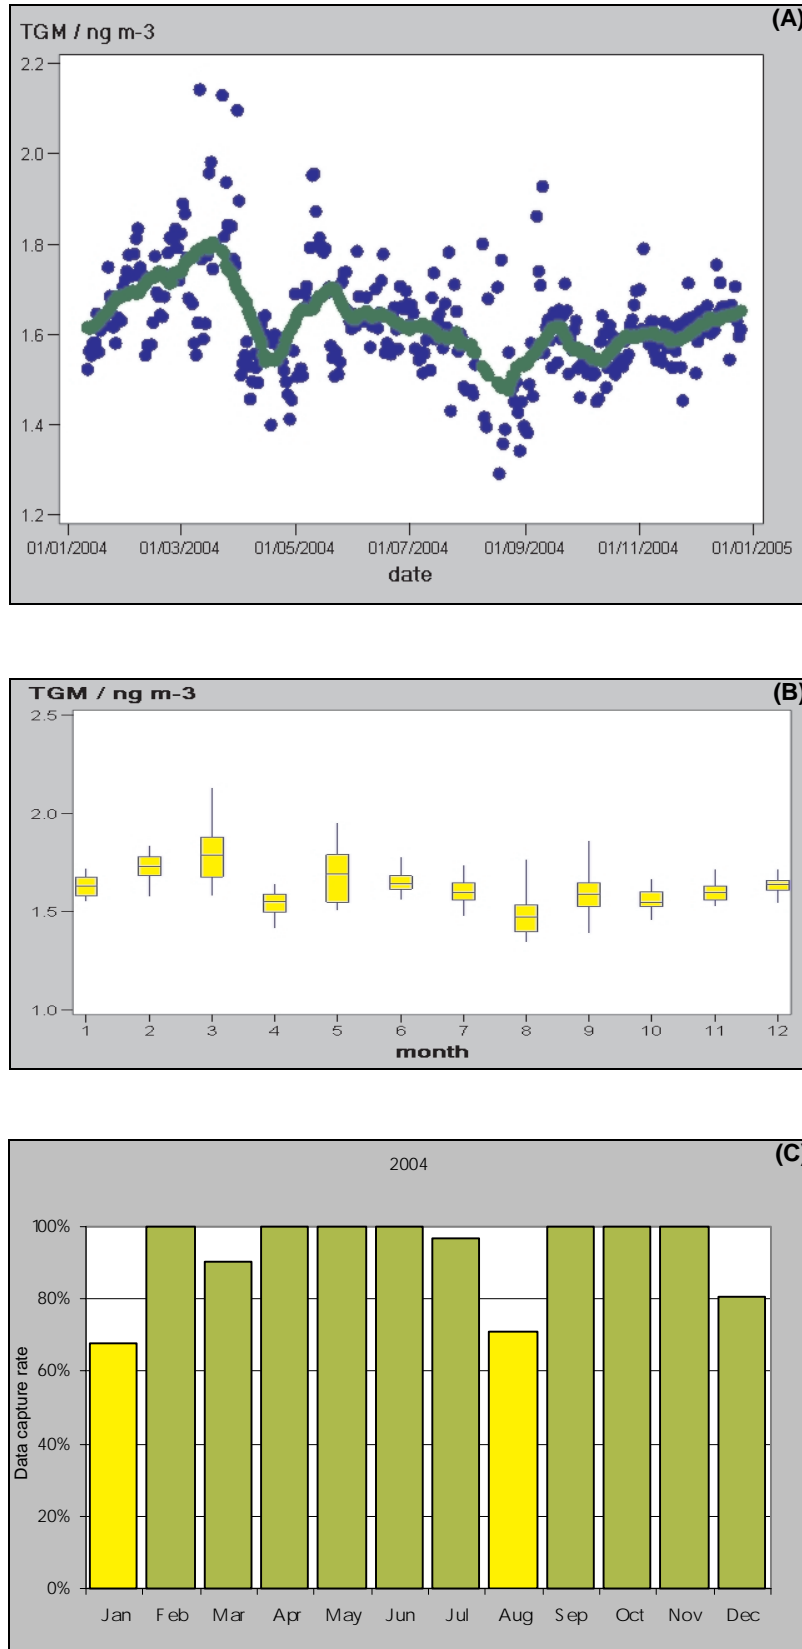 (A)
TGM / ng m-3
2.2
2.0
1.8
1.6
1.4
1.2
01/01/2004 01/03/2004 01/05/2004 01/07/2004 01/09/2004 01/11/2004 01/01/2005
date
TGM / ng m-3
(B)
2.5
2.0
1.5
1.0
1 2 3 4 5 6 7 8 9 10 11 12
month
(C)
2004
100%
80%
60%
40%
20%
0%
Data capture rate
Jan Feb Mar Apr May Jun Jul Aug Sep Oct Nov Dec